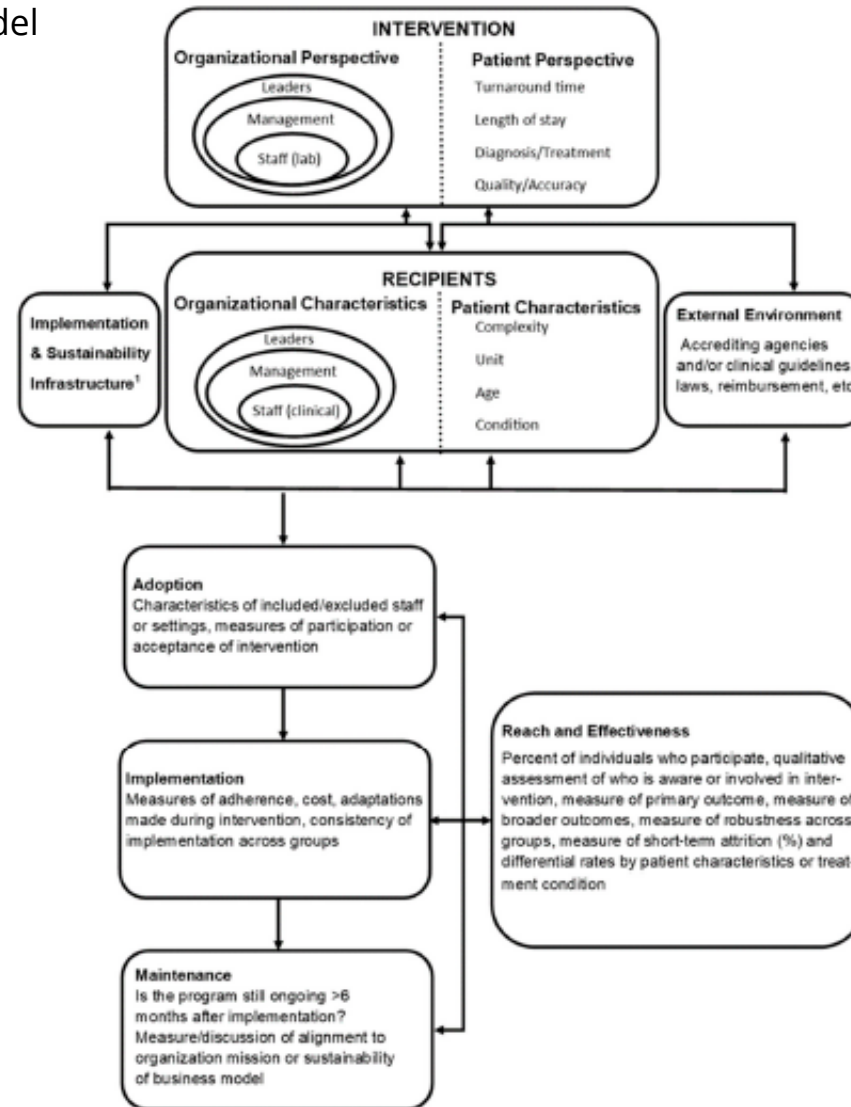 del
INTERVENTION
Organizational Perspective
Leaders
Management
Staff (lab)
Patient Perspective
Turnaround time
Length of stay
Diagnosis/Treatment
Quality/Accuracy
Implementation
& Sustainability
Infrastructure¹
RECIPIENTS
Organizational Characteristics
Leaders
Management
Staff (clinical)
Patient Characteristics
Complexity
Unit
Age
Condition
External Environment
Accrediting agencies
and/or clinical guidelines
laws, reimbursement, etc
Adoption
Characteristics of included/excluded staff
or settings, measures of participation or
acceptance of intervention
Implementation
Measures of adherence, cost, adaptations
made during intervention, consistency of
implementation across groups
Reach and Effectiveness
Percent of individuals who participate, qualitative
assessment of who is aware or involved in inter-
vention, measure of primary outcome, measure of
broader outcomes, measure of robustness across
groups, measure of short-term attrition (%) and
differential rates by patient characteristics or treat-
ment condition
Maintenance
Is the program still ongoing >6
months after implementation?
Measure/discussion of alignment to
organization mission or sustainability
of business model